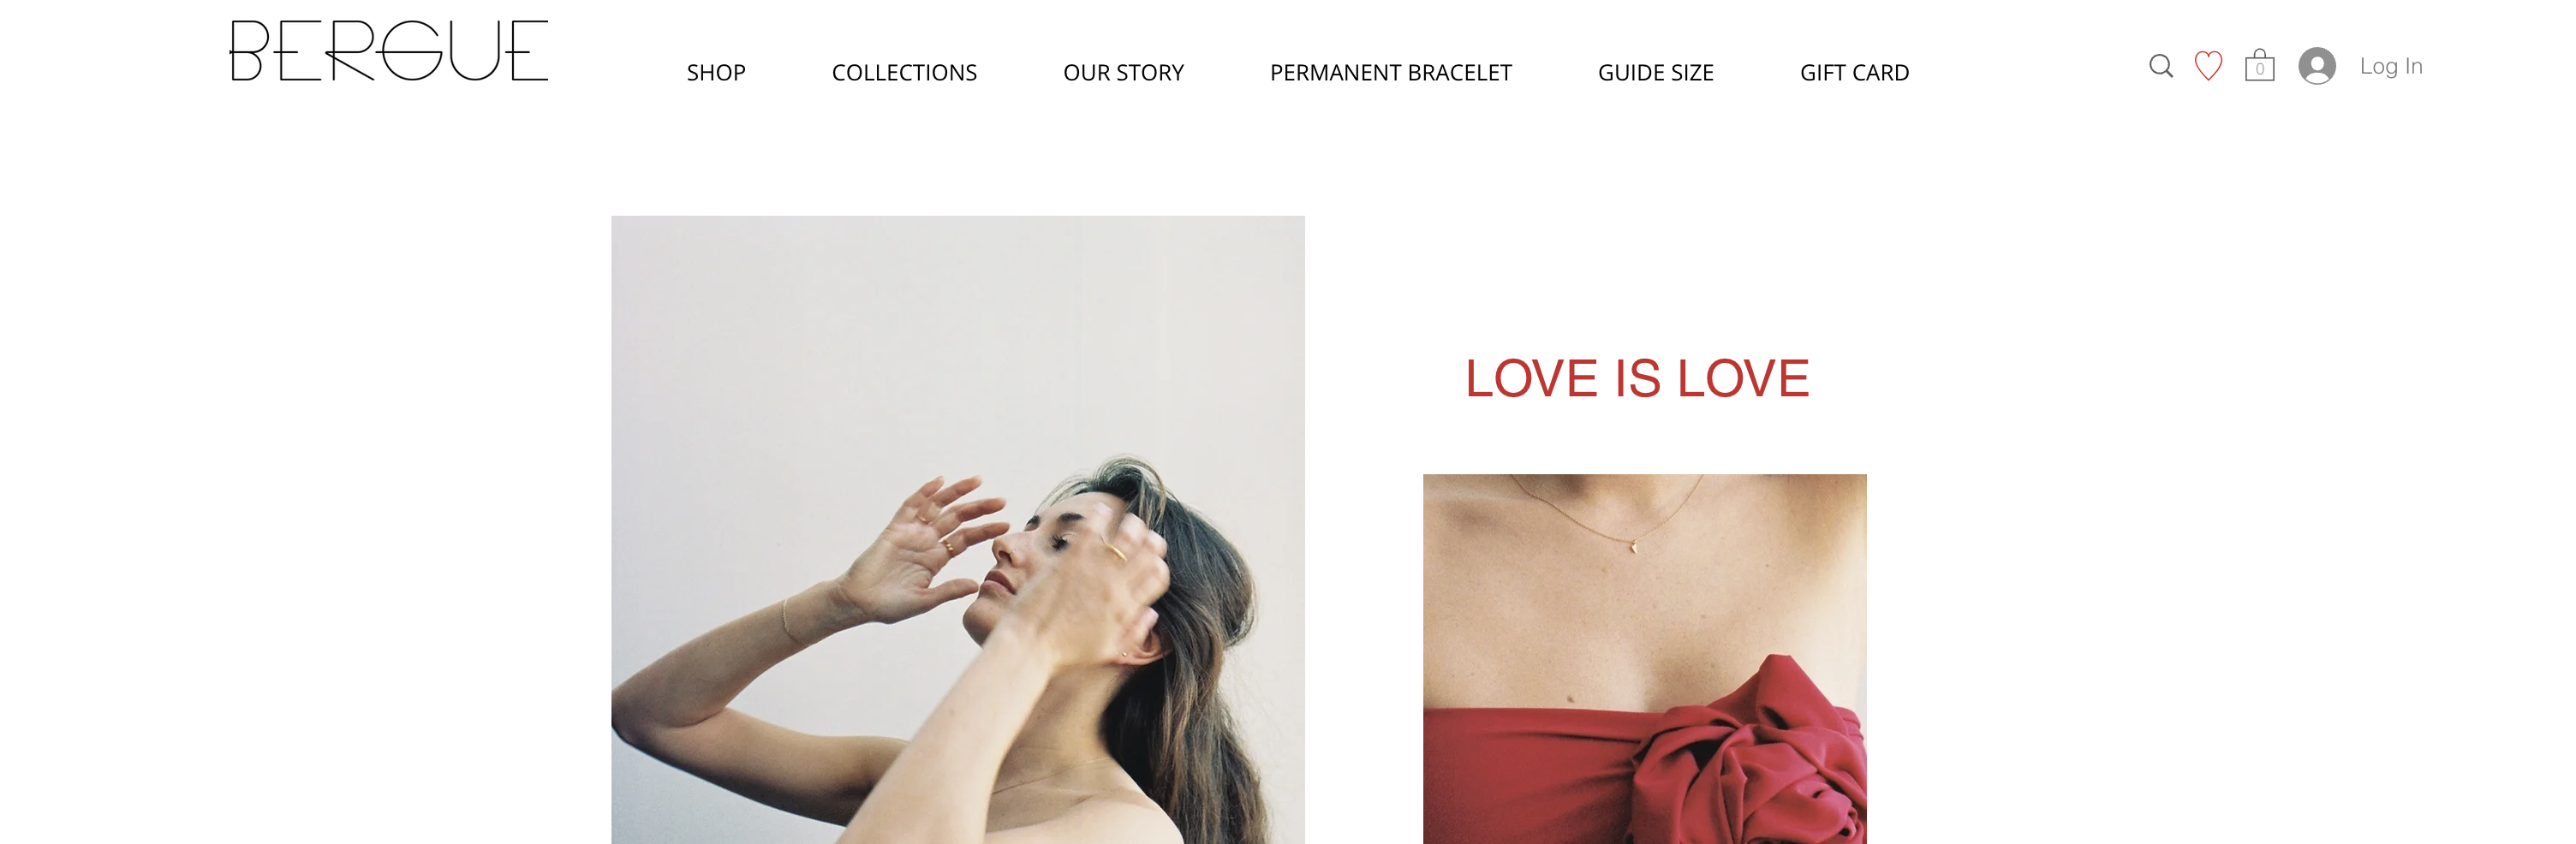 BERGUE
SHOP COLLECTIONS OUR STORY PERMANENT BRACELET GUIDE SIZE GIFT CARD
0 Log In
LOVE IS LOVE